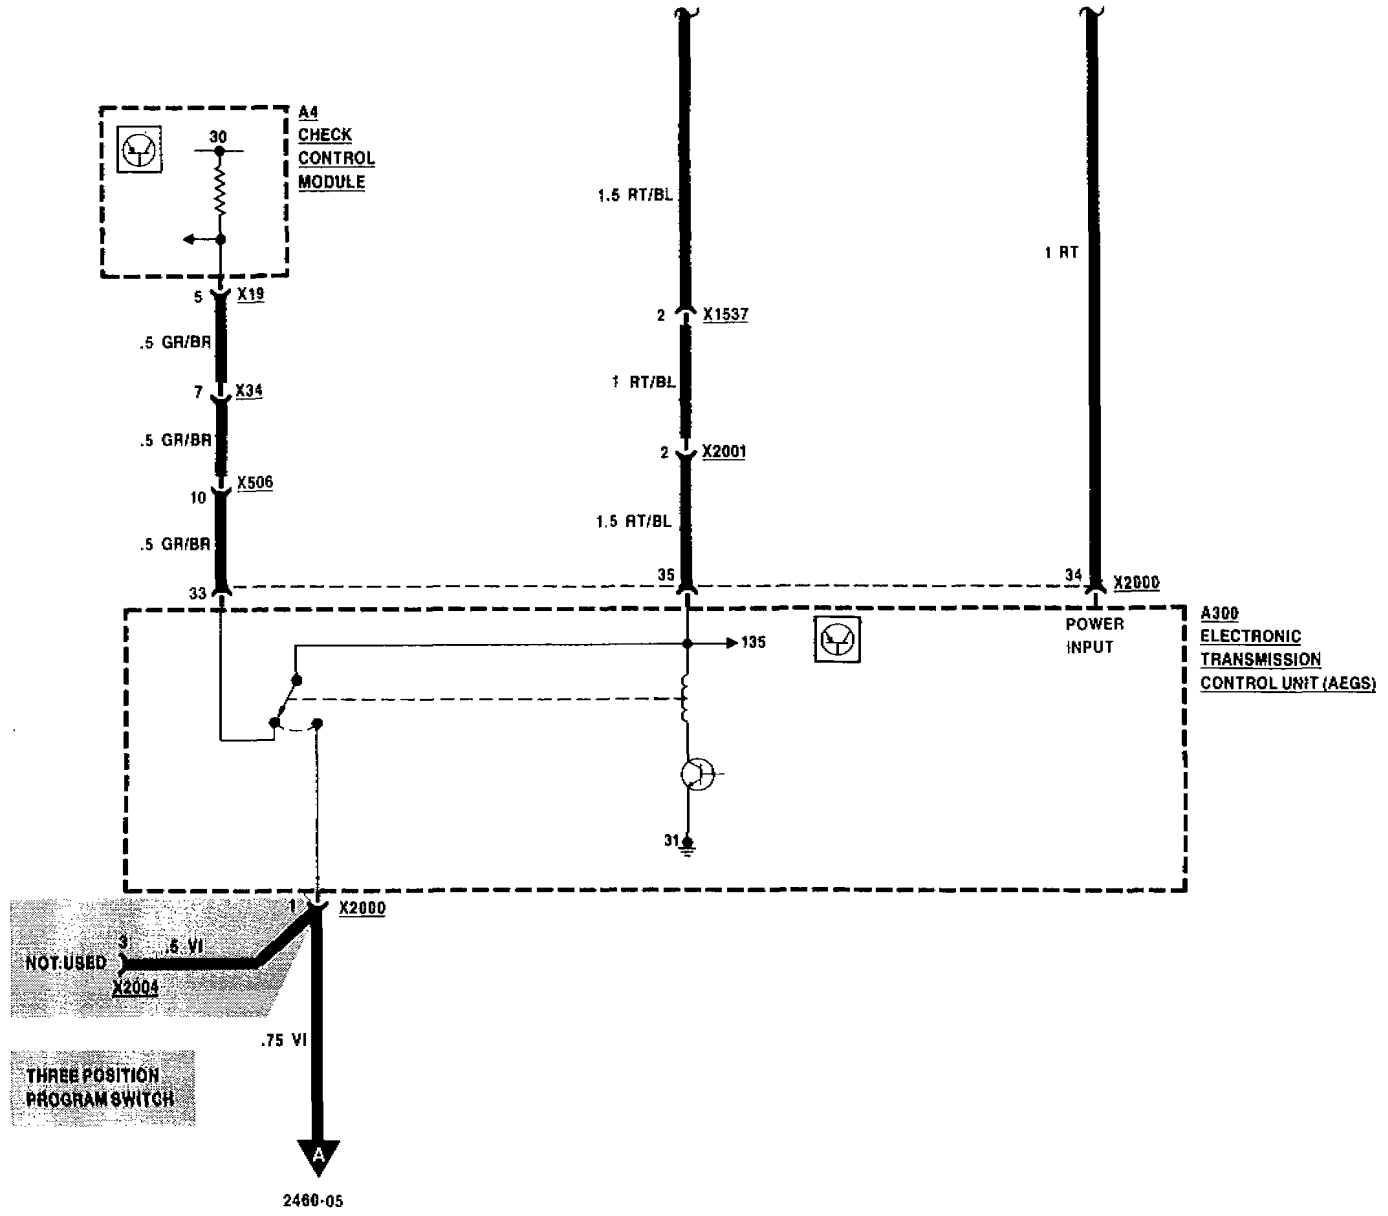 A4
CHECK
CONTROL
MODULE
30
1.5 RT/BL
1 RT
5 X19
2 X1537
.5 GR/BR
7 X34
1 RT/BL
.5 GR/BR
2 X2001
10 X506
1.5 RT/BL
.5 GR/BR
33
35
34 X2000
POWER
INPUT
A300
ELECTRONIC
TRANSMISSION
CONTROL UNIT (AEGS)
135
31
1 X2000
3 .5 VI
NOT USED
X2004
.75 VI
THREE POSITION
PROGRAM SWITCH
A
2460-05